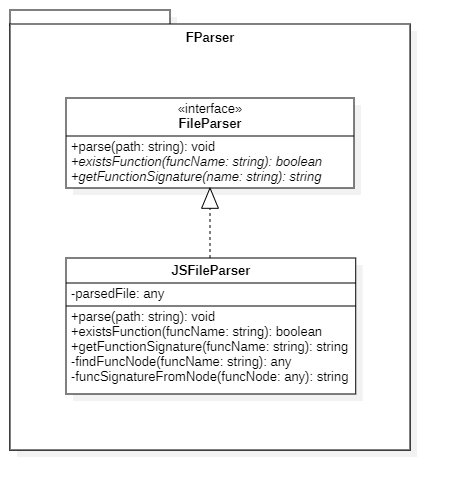 FParser
«interface»
FileParser
+parse(path: string): void
+existsFunction(funcName: string): boolean
+getFunctionSignature(name: string): string
JSFileParser
-parsedFile: any
+parse(path: string): void
+existsFunction(funcName: string): boolean
+getFunctionSignature(funcName: string): string
-findFuncNode(funcName: string): any
-funcSignatureFromNode(funcNode: any): string